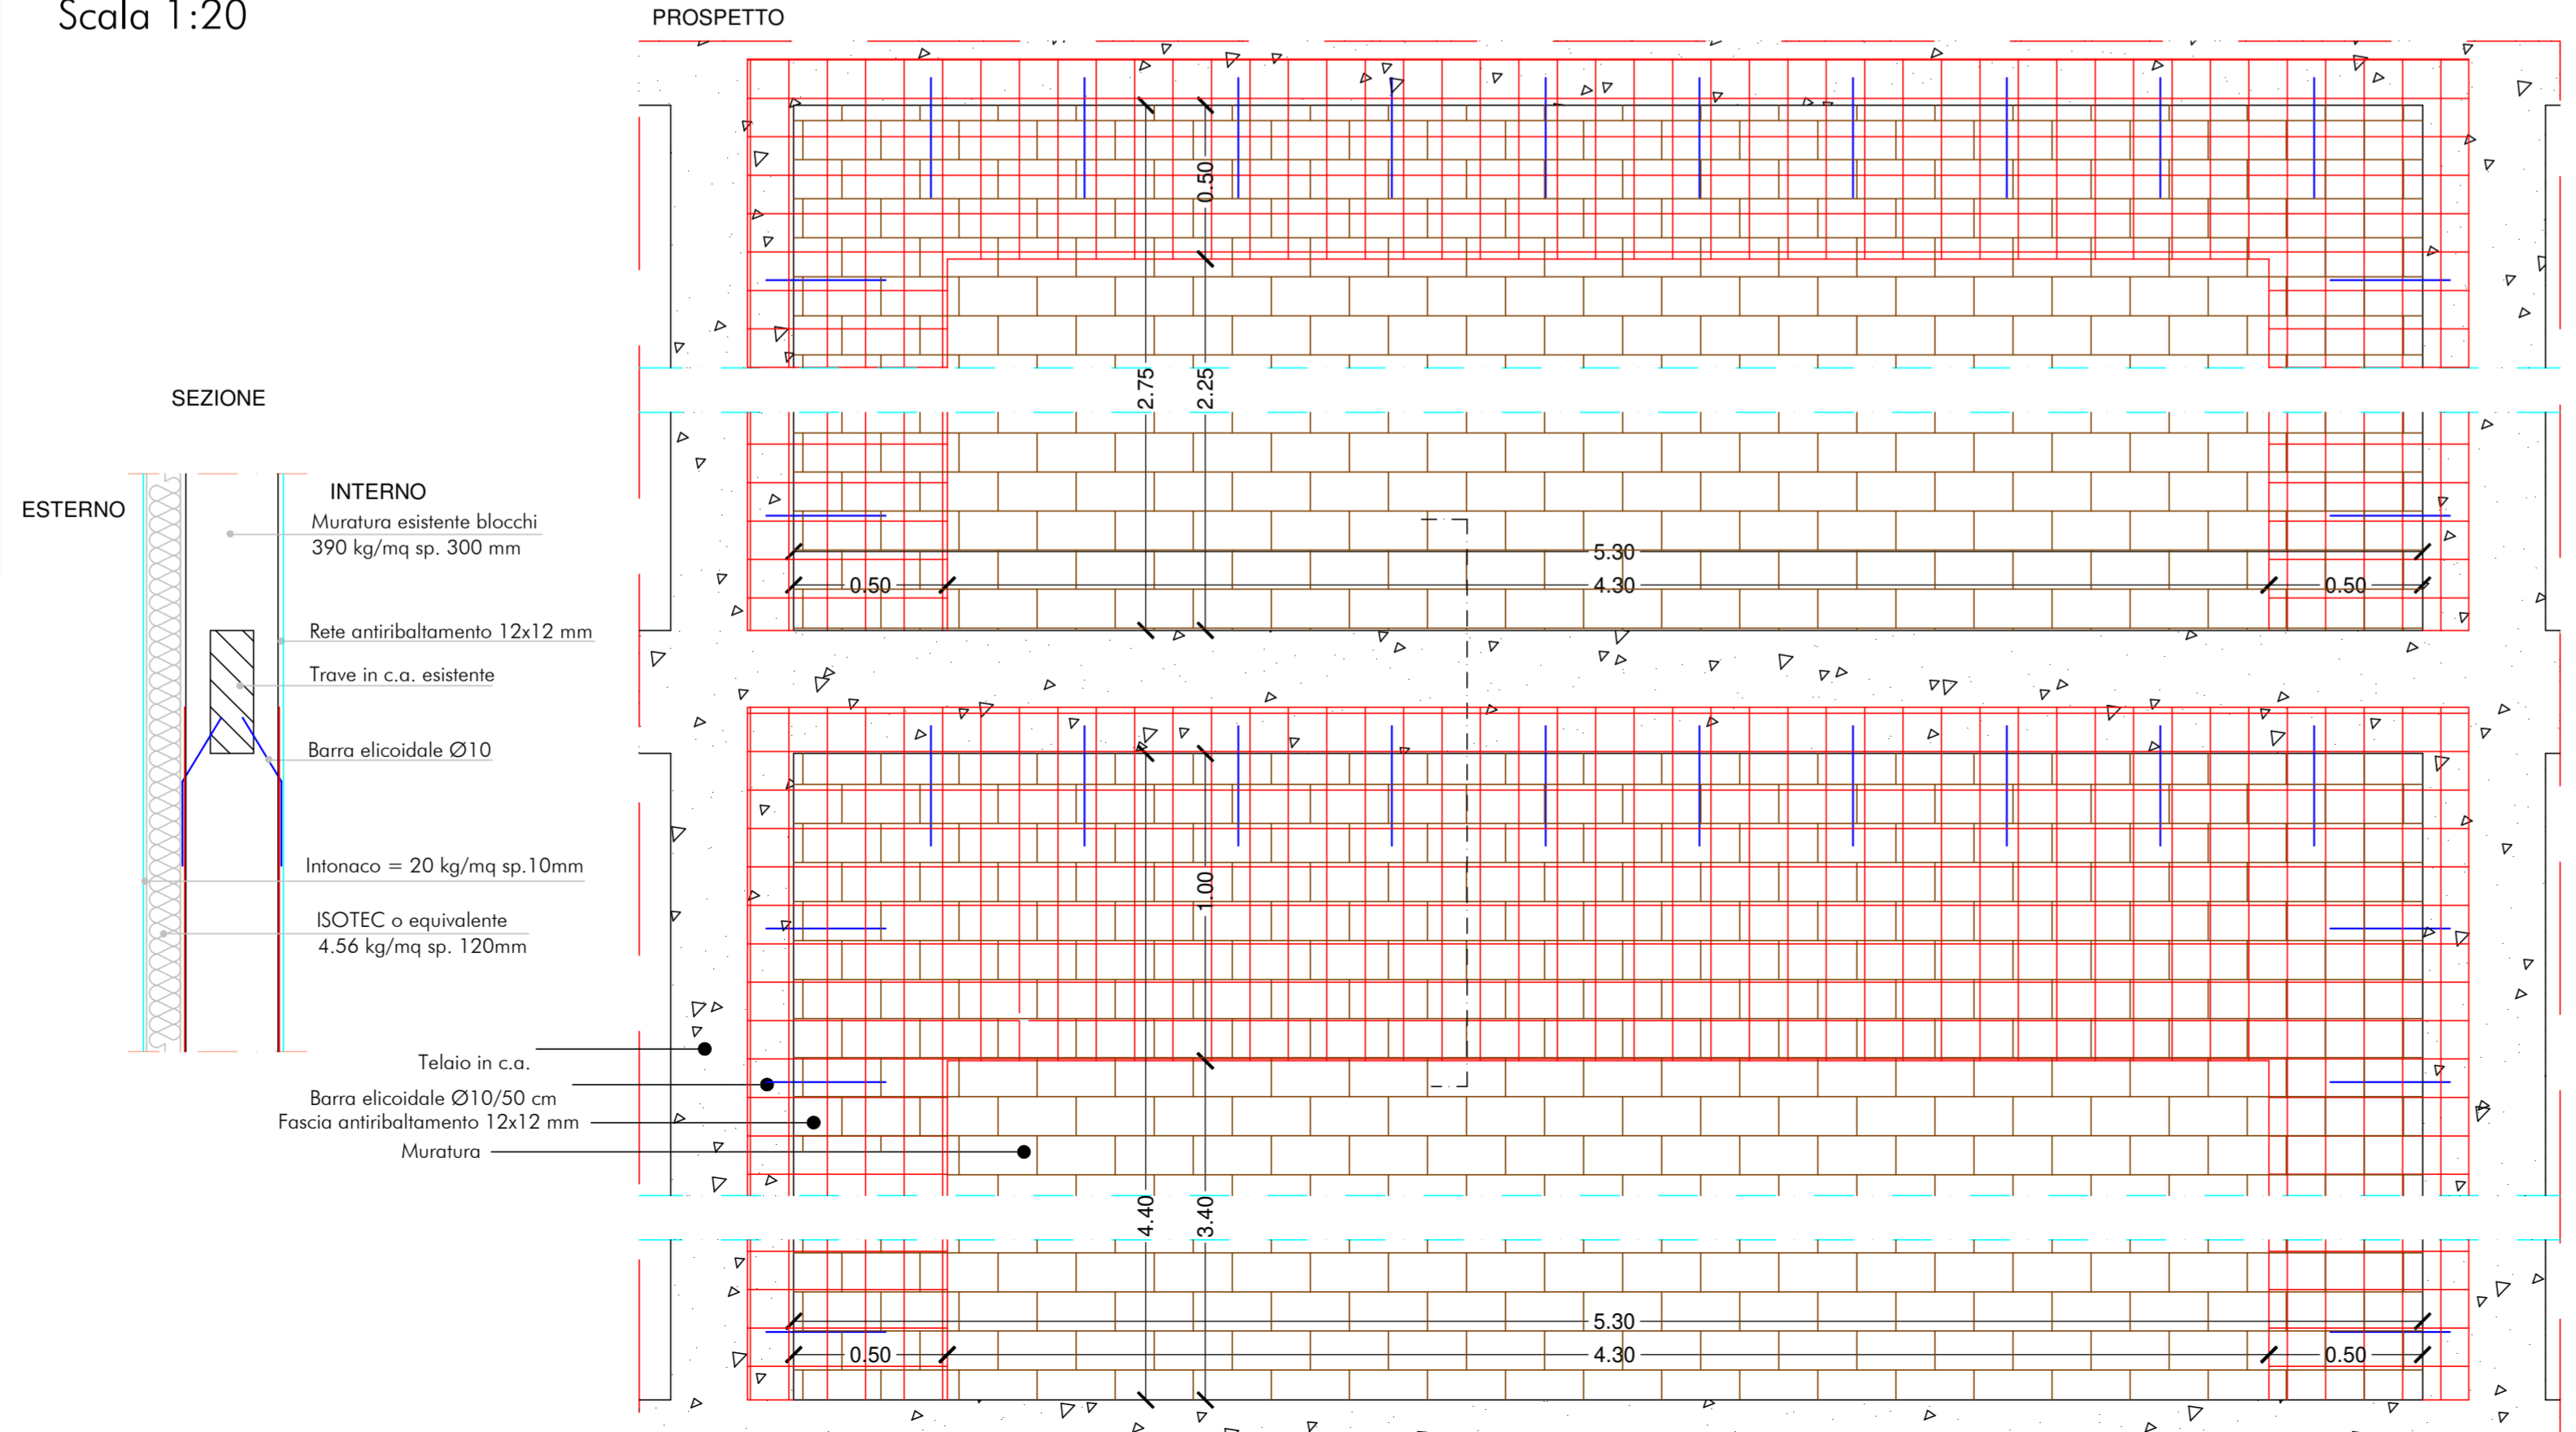 Scala 1:20
PROSPETTO
SEZIONE
ESTERNO
INTERNO
Muratura esistente blocchi
390 kg/mq sp. 300 mm
Rete antiribaltamento 12x12 mm
Trave in c.a. esistente
Barra elicoidale Ø10
Intonaco = 20 kg/mq sp.10mm
ISOTEC o equivalente
4.56 kg/mq sp. 120mm
Telaio in c.a.
Barra elicoidale Ø10/50 cm
Fascia antiribaltamento 12x12 mm
Muratura
0.50
2.75
2.25
5.30
0.50
4.30
0.50
1.00
4.40
3.40
5.30
0.50
4.30
0.50